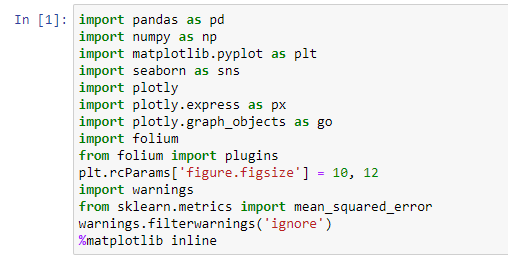 In [1]: import pandas as pd
import numpy as np
import matplotlib.pyplot as plt
import seaborn as sns
import plotly
import plotly.express as px
import plotly.graph_objects as go
import folium
from folium import plugins
plt.rcParams['figure.figsize'] = 10, 12
import warnings
from sklearn.metrics import mean_squared_error
warnings.filterwarnings('ignore')
%matplotlib inline